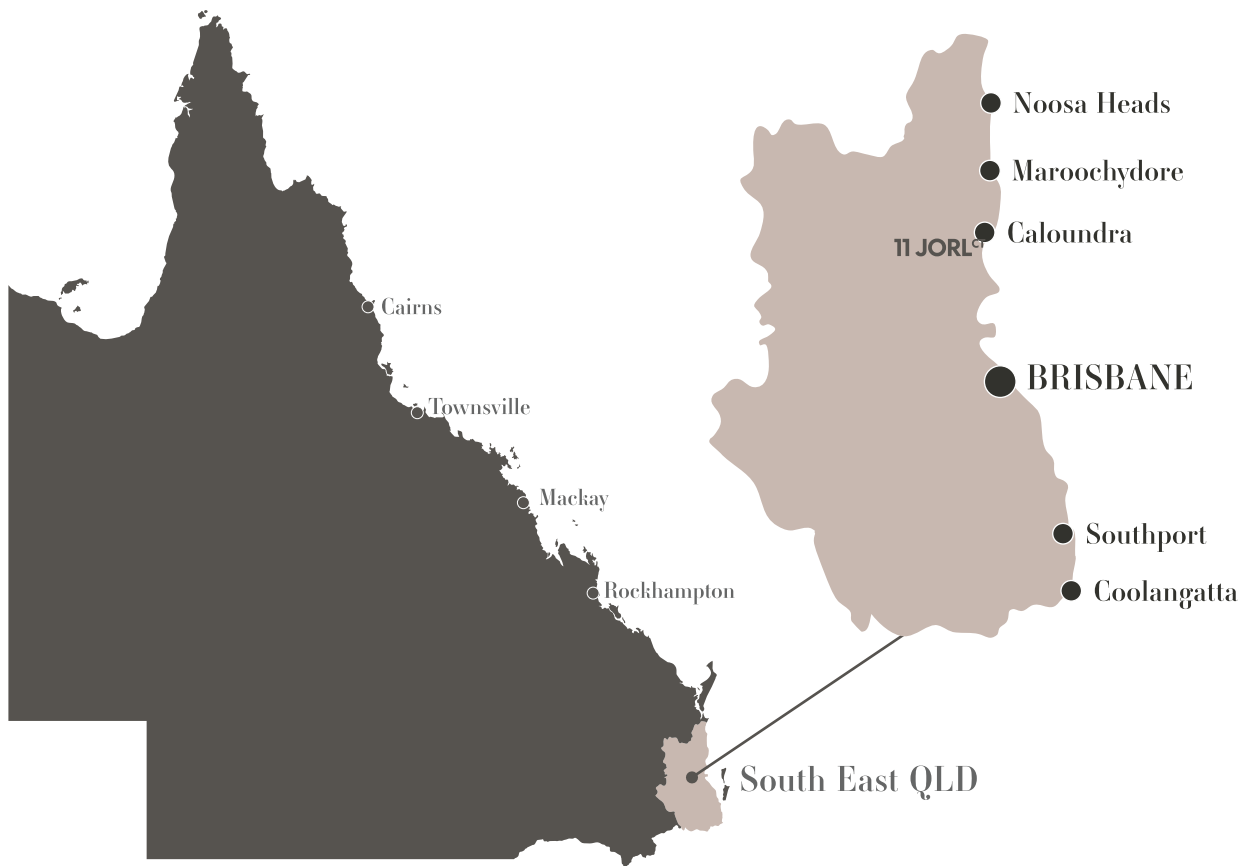 Noosa Heads
Maroochydore
Caloundra
11 JORL
Cairns
BRISBANE
Townsville
Mackay
Southport
Rockhampton
Coolangatta
South East QLD